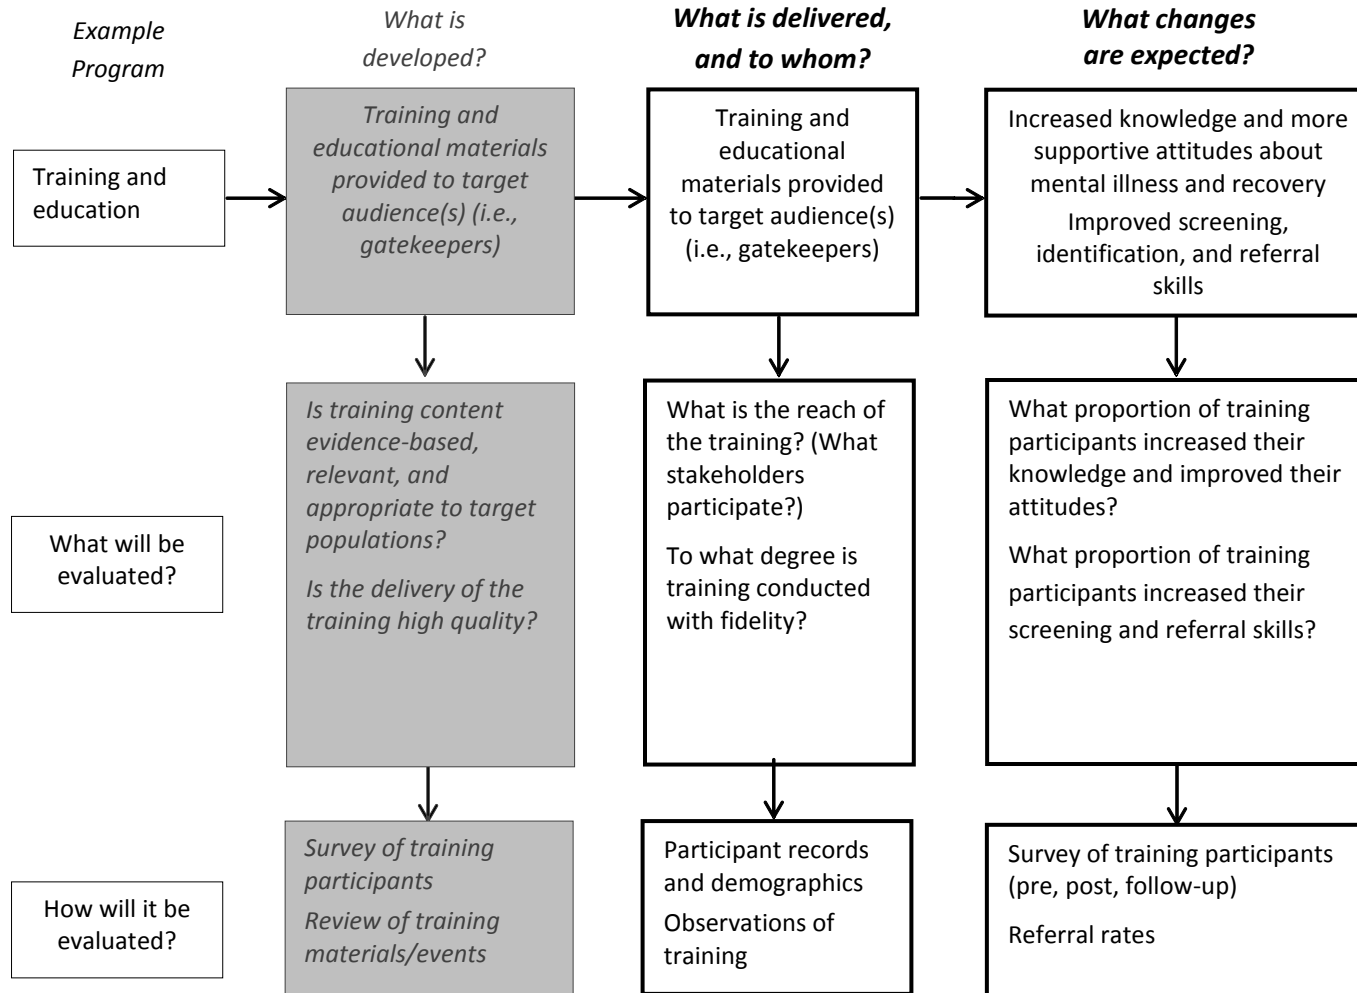 Example
Program
What is
developed?
What is delivered,
and to whom?
What changes
are expected?
Training and
education
Training and
educational materials
provided to target
audience(s) (i.e.,
gatekeepers)
Training and
educational
materials provided
to target audience(s)
(i.e., gatekeepers)
Increased knowledge and more
supportive attitudes about
mental illness and recovery
Improved screening,
identification, and referral
skills
What will be
evaluated?
Is training content
evidence-based,
relevant, and
appropriate to target
populations?
Is the delivery of the
training high quality?
What is the reach of
the training? (What
stakeholders
participate?)
To what degree is
training conducted
with fidelity?
What proportion of training
participants increased their
knowledge and improved their
attitudes?
What proportion of training
participants increased their
screening and referral skills?
How will it be
evaluated?
Survey of training
participants
Review of training
materials/events
Participant records
and demographics
Observations of
training
Survey of training participants
(pre, post, follow-up)
Referral rates